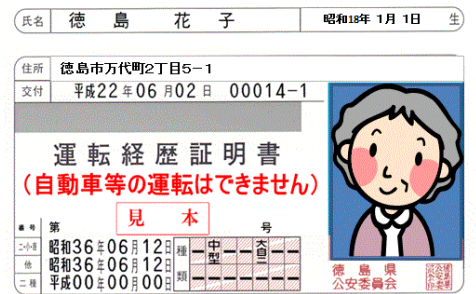 氏名 徳島 花子 昭和18年 1月 1日 生
住所 徳島市万代町2丁目5-1
交付 平成22年06月02日 00014-1
運転経歴証明書
(自動車等の運転はできません)
見本
番号 第 号
二・小・原 昭和36年06月12日
他 昭和36年06月12日
二種 平成00年00月00日
種類 中型 大自二
徳島県
公安委員会